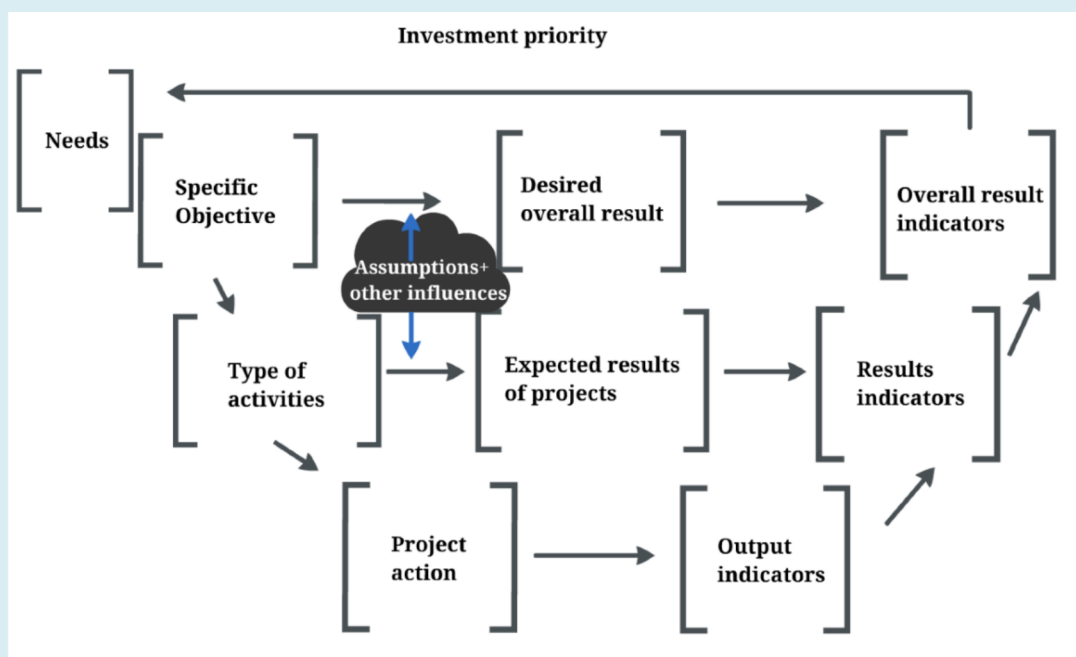 Investment priority
Needs
Specific
Objective
Desired
overall result
Overall result
indicators
Assumptions+
other influences
Type of
activities
Expected results
of projects
Results
indicators
Project
action
Output
indicators